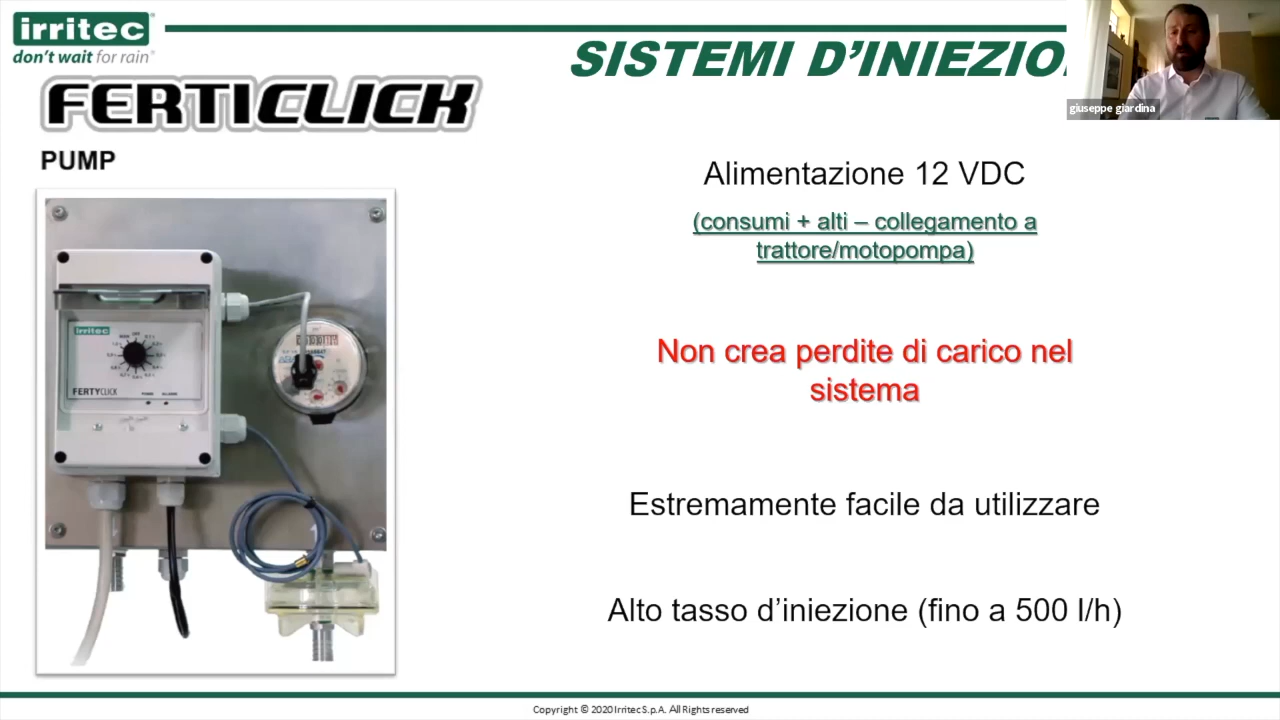 irritec
don't wait for rain®
SISTEMI D'INIEZIO
giuseppe giardina
FERTICLICK
PUMP
Alimentazione 12 VDC
(consumi + alti – collegamento a
trattore/motopompa)
Non crea perdite di carico nel
sistema
Estremamente facile da utilizzare
Alto tasso d'iniezione (fino a 500 l/h)
irritec
FERTYCLICK
Copyright © 2020 Irritec S.p.A. All Rights reserved